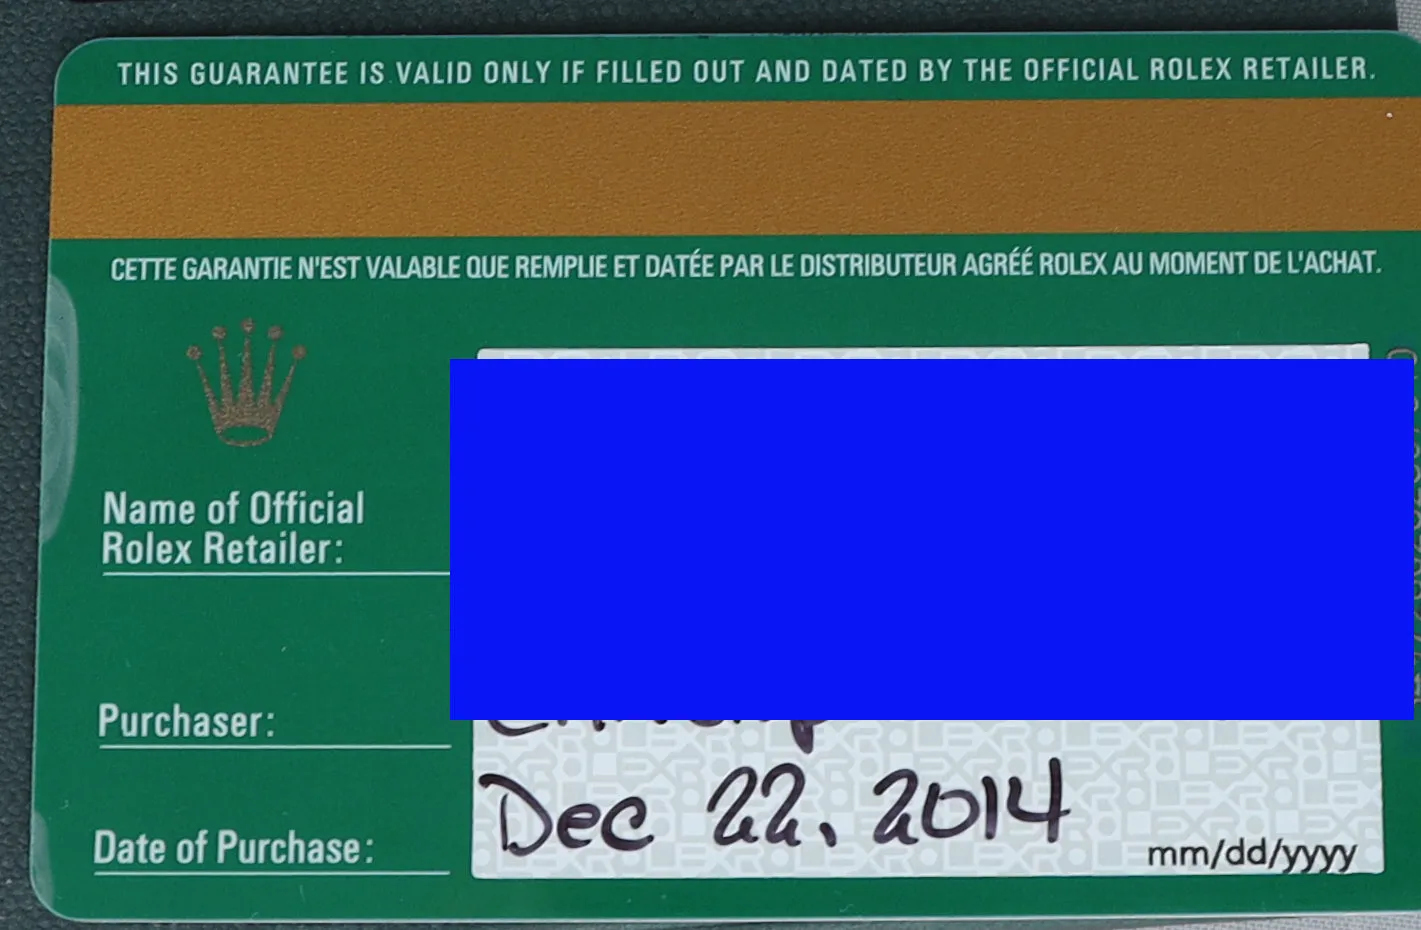 THIS GUARANTEE IS VALID ONLY IF FILLED OUT AND DATED BY THE OFFICIAL ROLEX RETAILER.
CETTE GARANTIE N'EST VALABLE QUE REMPLIE ET DATÉE PAR LE DISTRIBUTEUR AGRÉÉ ROLEX AU MOMENT DE L'ACHAT.
Name of Official
Rolex Retailer:
Purchaser:
Date of Purchase: Dec 22, 2014
mm/dd/yyyy